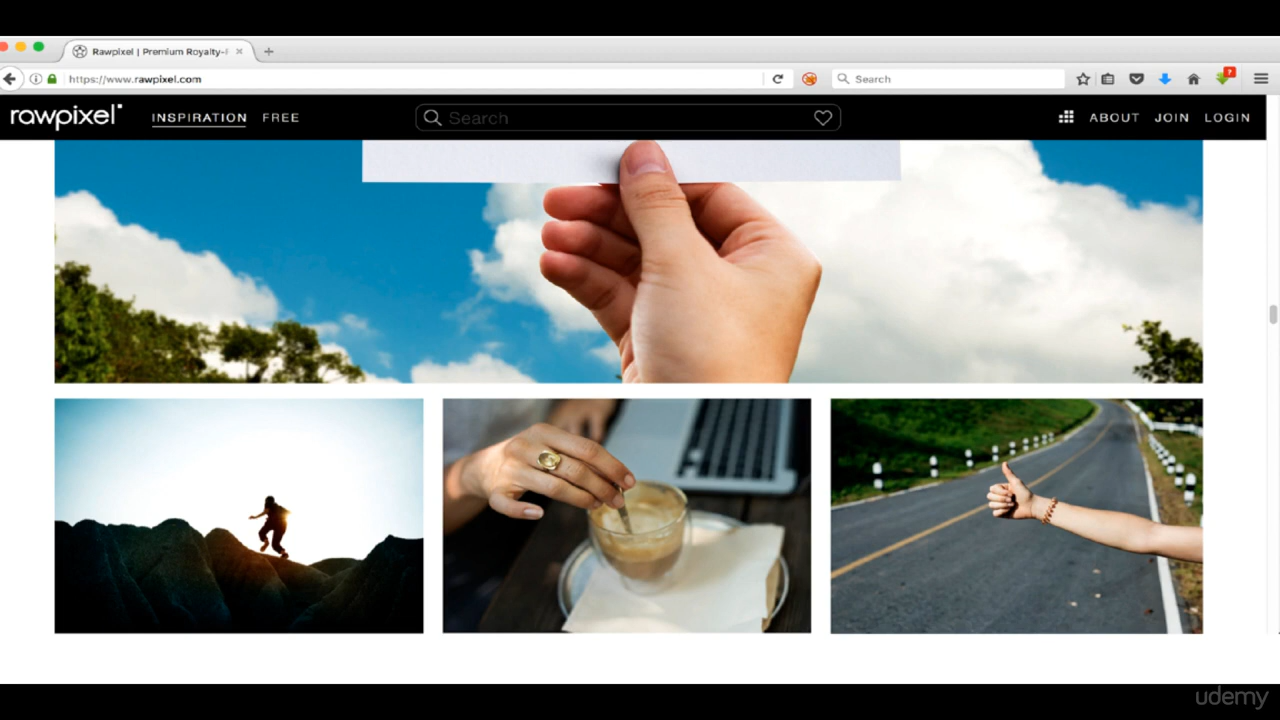 Rawpixel | Premium Royalty-F
https://www.rawpixel.com
Search
?
rawpixel
INSPIRATION
FREE
Search
ABOUT
JOIN
LOGIN
udemy